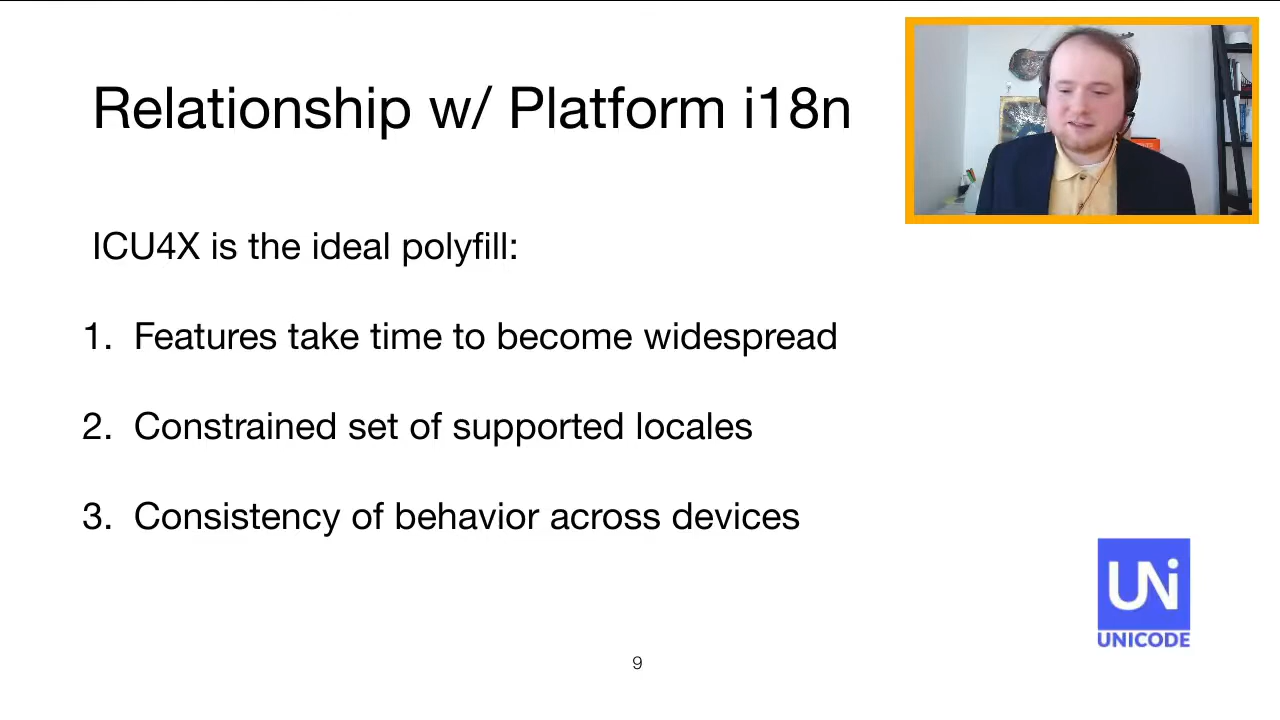 Relationship w/ Platform i18n
ICU4X is the ideal polyfill:
1. Features take time to become widespread
2. Constrained set of supported locales
3. Consistency of behavior across devices
UNi
UNICODE
9